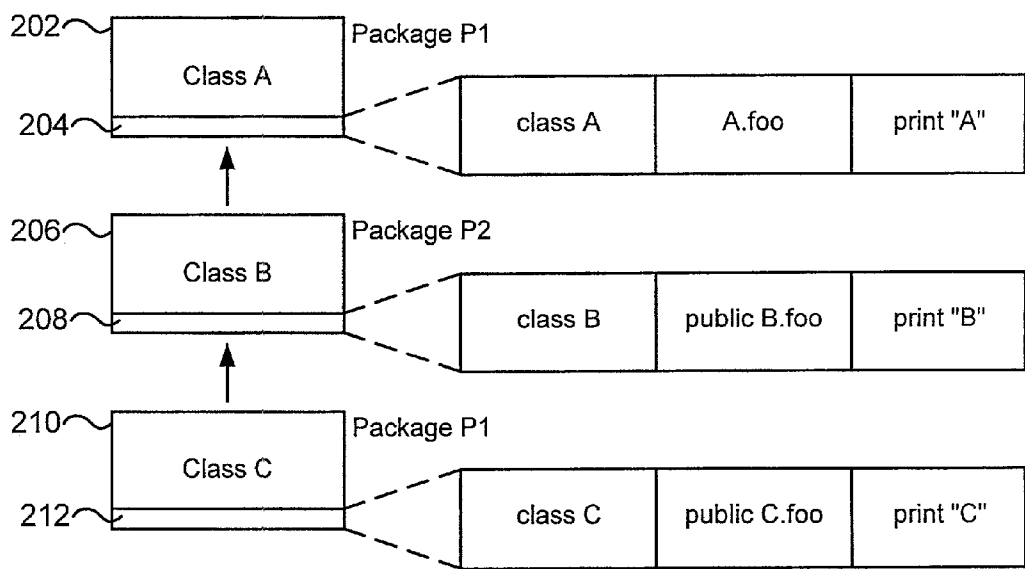 202
Package P1
Class A
204
class A
A.foo
print "A"
206
Package P2
Class B
208
class B
public B.foo
print "B"
210
Package P1
Class C
212
class C
public C.foo
print "C"